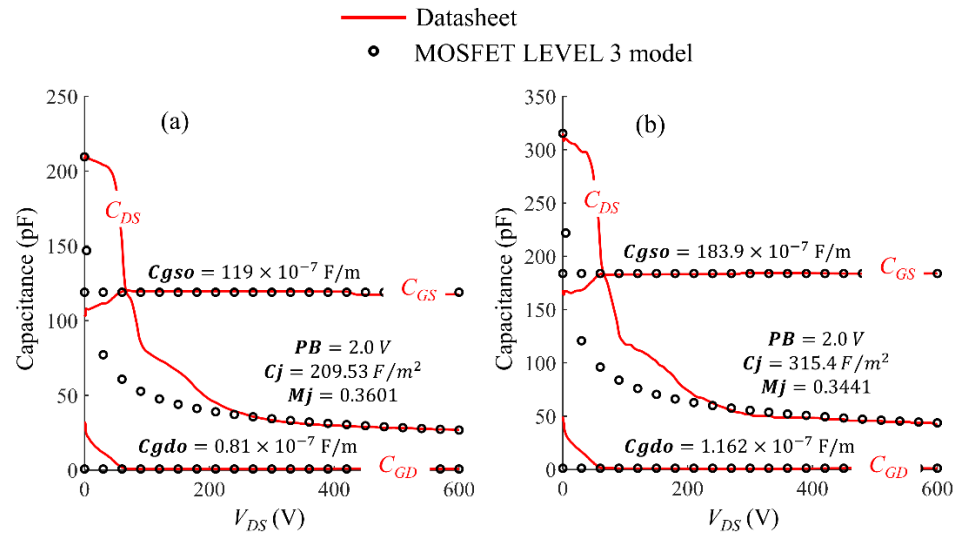 Datasheet
MOSFET LEVEL 3 model
(a)
250
200
150
100
50
0
Capacitance (pF)
C_DS
Cgso = 119 × 10⁻⁷ F/m
C_GS
PB = 2.0 V
Cj = 209.53 F/m²
Mj = 0.3601
Cgdo = 0.81 × 10⁻⁷ F/m
C_GD
0 200 400 600
V_DS (V)
(b)
350
300
250
200
150
100
50
0
Capacitance (pF)
C_DS
Cgso = 183.9 × 10⁻⁷ F/m
C_GS
PB = 2.0 V
Cj = 315.4 F/m²
Mj = 0.3441
Cgdo = 1.162 × 10⁻⁷ F/m
C_GD
0 200 400 600
V_DS (V)